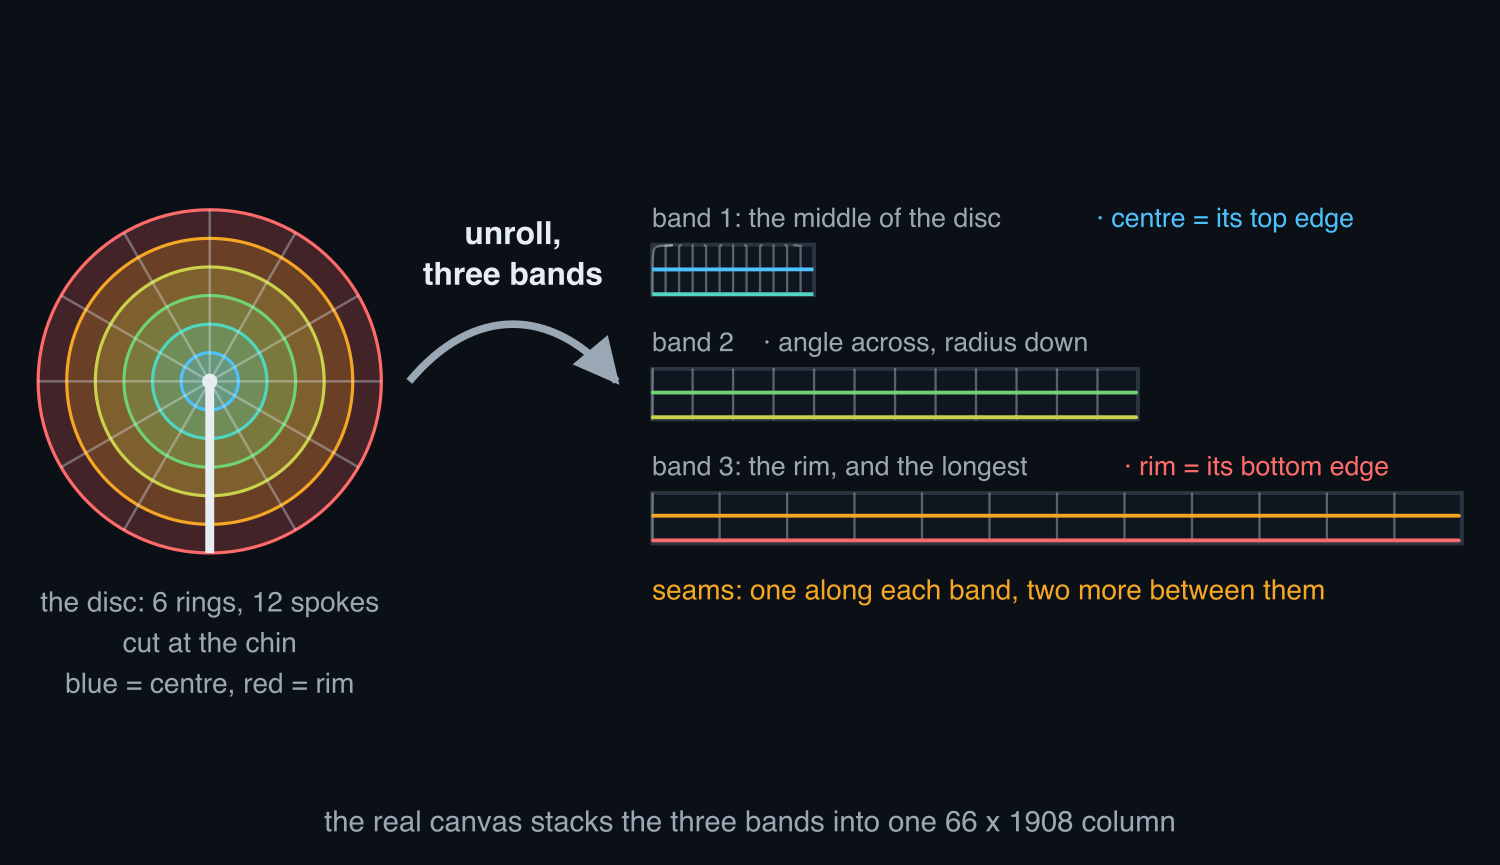 unroll,
three bands
band 1: the middle of the disc · centre = its top edge
band 2 · angle across, radius down
band 3: the rim, and the longest · rim = its bottom edge
seams: one along each band, two more between them
the disc: 6 rings, 12 spokes
cut at the chin
blue = centre, red = rim
the real canvas stacks the three bands into one 66 x 1908 column